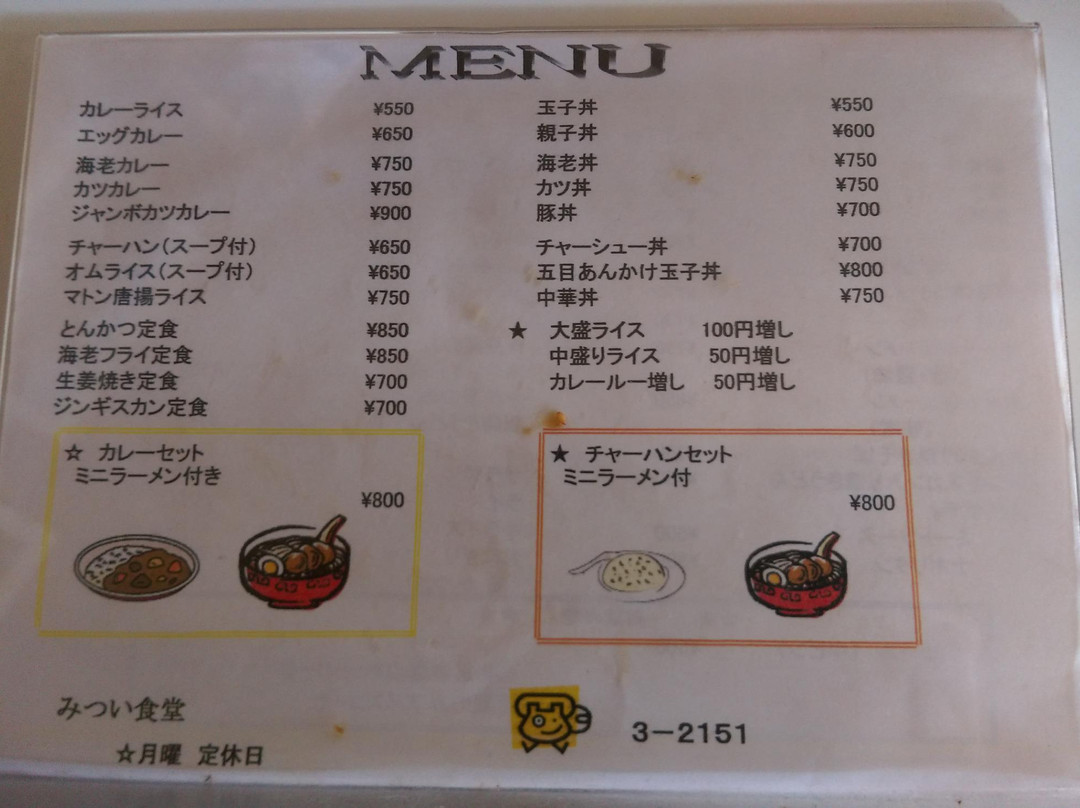 MENU
カレーライス ¥550
エッグカレー ¥650
海老カレー ¥750
カツカレー ¥750
ジャンボカツカレー ¥900
チャーハン(スープ付) ¥650
オムライス(スープ付) ¥650
マトン唐揚ライス ¥750
とんかつ定食 ¥850
海老フライ定食 ¥850
生姜焼き定食 ¥700
ジンギスカン定食 ¥700
玉子丼 ¥550
親子丼 ¥600
海老丼 ¥750
カツ丼 ¥750
豚丼 ¥700
チャーシュー丼 ¥700
五目あんかけ玉子丼 ¥800
中華丼 ¥750
★ 大盛ライス 100円増し
中盛りライス 50円増し
カレールー増し 50円増し
☆ カレーセット
ミニラーメン付き
¥800
★ チャーハンセット
ミニラーメン付
¥800
みつい食堂
☆月曜 定休日
3-2151